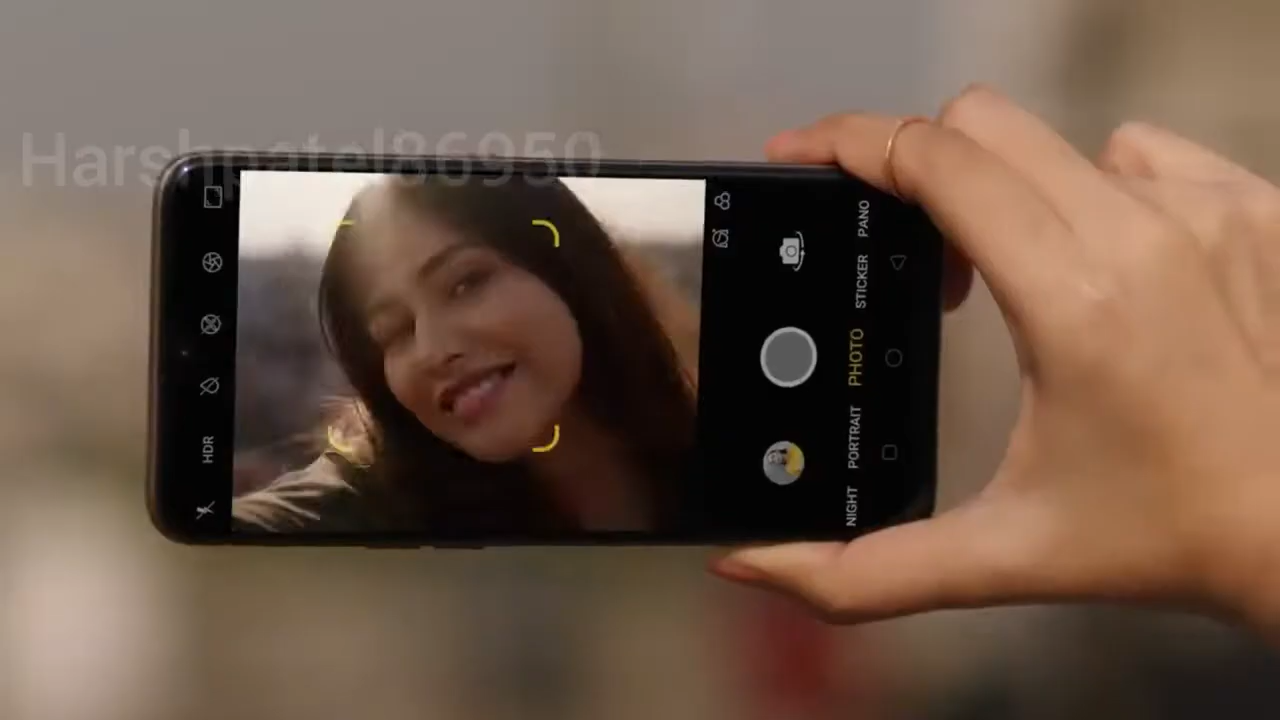 Harshpatel86950
HDR
PANO
STICKER
PHOTO
PORTRAIT
NIGHT